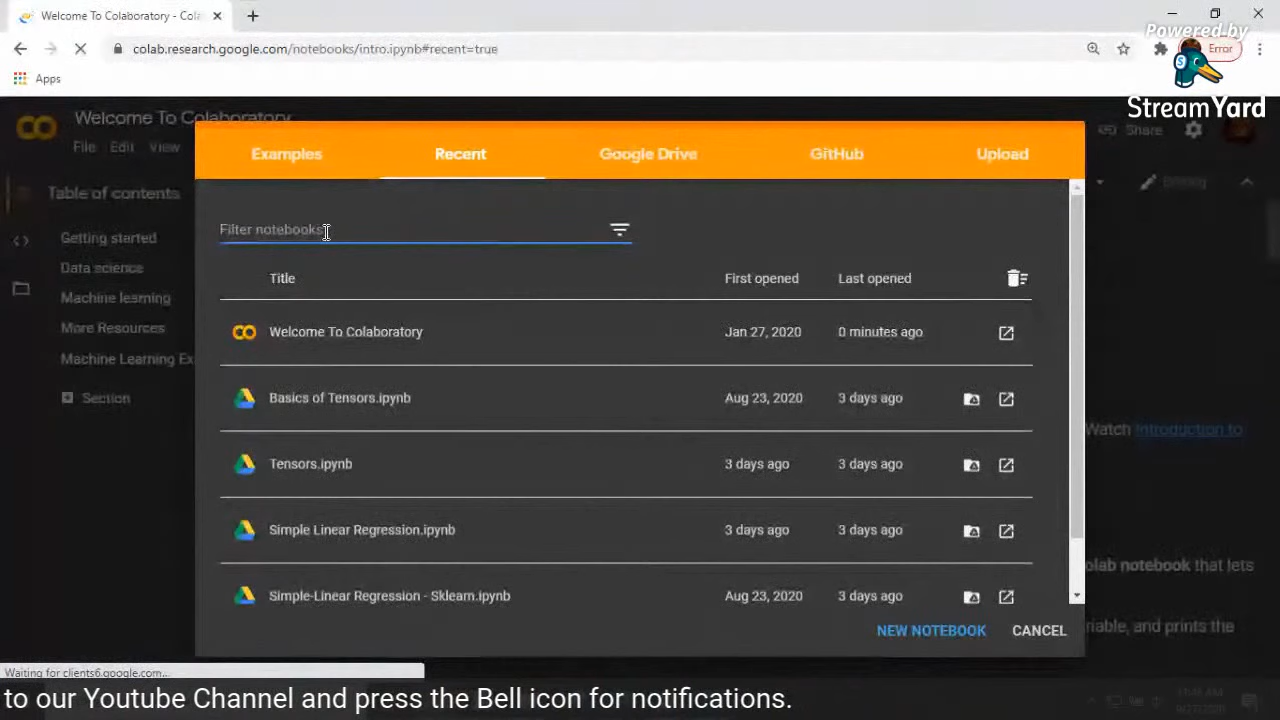 Welcome To Colaboratory - Cola
colab.research.google.com/notebooks/intro.ipynb#recent=true
Error
Powered by
StreamYard
Apps
Welcome To Colaboratory
File Edit View
Share
Examples Recent Google Drive GitHub Upload
Table of contents
Editing
Filter notebooks
Getting started
Data science
Title First opened Last opened
Machine learning
More Resources
Welcome To Colaboratory Jan 27, 2020 0 minutes ago
Machine Learning Ex
Section
Basics of Tensors.ipynb Aug 23, 2020 3 days ago
Watch Introduction to
Tensors.ipynb 3 days ago 3 days ago
Simple Linear Regression.ipynb 3 days ago 3 days ago
olab notebook that lets
Simple-Linear Regression - Sklearn.ipynb Aug 23, 2020 3 days ago
NEW NOTEBOOK CANCEL
riable, and prints the
Waiting for clients6.google.com...
to our Youtube Channel and press the Bell icon for notifications.